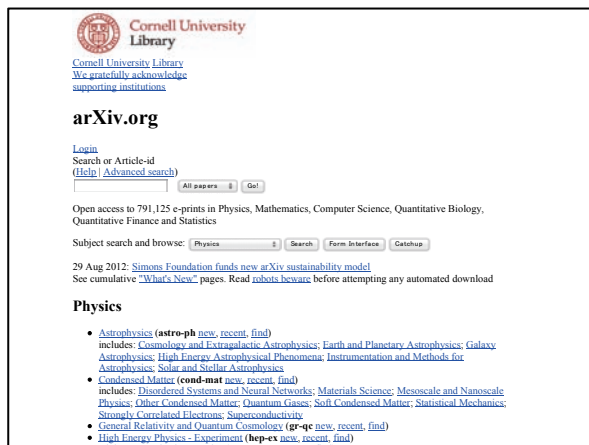 Cornell University
Library
Cornell University Library
We gratefully acknowledge
supporting institutions
arXiv.org
Login
Search or Article-id
(Help | Advanced search)
All papers Go!
Open access to 791,125 e-prints in Physics, Mathematics, Computer Science, Quantitative Biology,
Quantitative Finance and Statistics
Subject search and browse: Physics Search Form Interface Catchup
29 Aug 2012: Simons Foundation funds new arXiv sustainability model
See cumulative "What's New" pages. Read robots beware before attempting any automated download
Physics
• Astrophysics (astro-ph new, recent, find)
includes: Cosmology and Extragalactic Astrophysics; Earth and Planetary Astrophysics; Galaxy
Astrophysics; High Energy Astrophysical Phenomena; Instrumentation and Methods for
Astrophysics; Solar and Stellar Astrophysics
• Condensed Matter (cond-mat new, recent, find)
includes: Disordered Systems and Neural Networks; Materials Science; Mesoscale and Nanoscale
Physics; Other Condensed Matter; Quantum Gases; Soft Condensed Matter; Statistical Mechanics;
Strongly Correlated Electrons; Superconductivity
• General Relativity and Quantum Cosmology (gr-qc new, recent, find)
• High Energy Physics - Experiment (hep-ex new, recent, find)